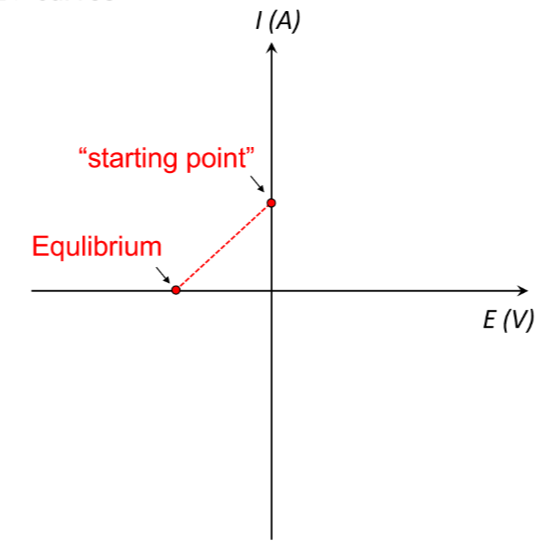 I (A)
“starting point”
Equlibrium
E (V)